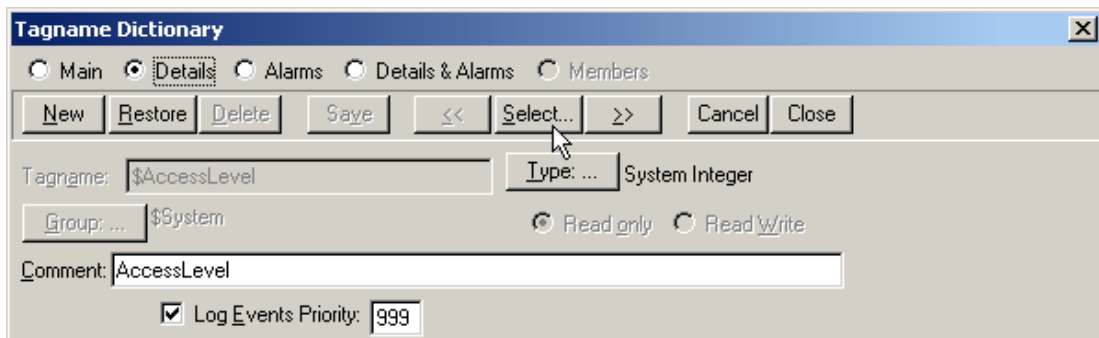 Tagname Dictionary
Main Details Alarms Details & Alarms Members
New Restore Delete Save << Select... >> Cancel Close
Tagname: $AccessLevel Type: ... System Integer
Group: ... $System Read only Read Write
Comment: AccessLevel
Log Events Priority: 999